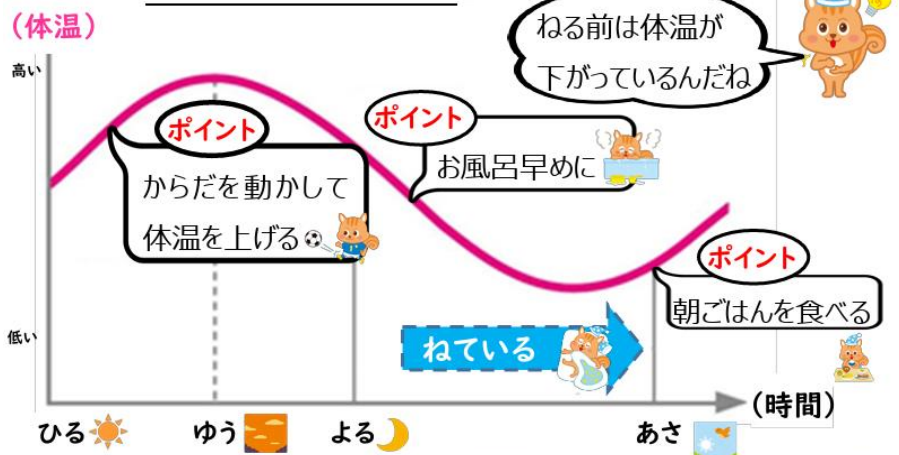 （体温）
高い
低い
ねる前は体温が
下がっているんだね
ポイント
からだを動かして
体温を上げる
ポイント
お風呂早めに
ポイント
朝ごはんを食べる
ねている
（時間）
ひる
ゆう
よる
あさ